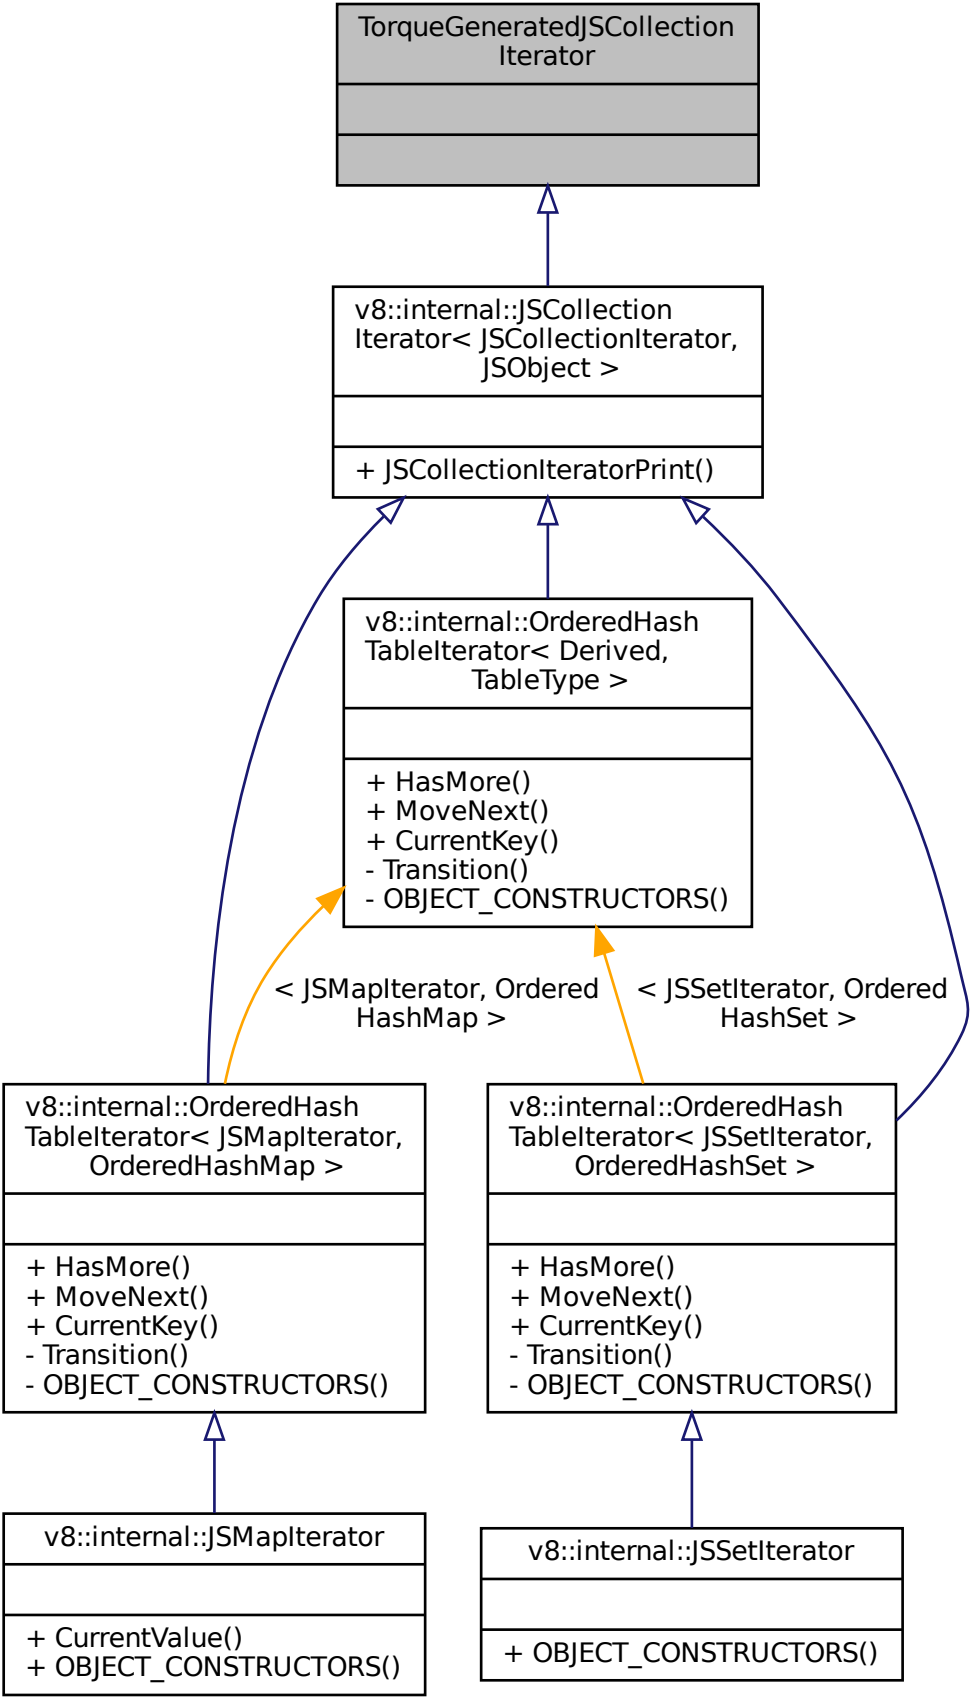 TorqueGeneratedJSCollection
Iterator
v8::internal::JSCollection
Iterator< JSCollectionIterator,
JSObject >
+ JSCollectionIteratorPrint()
v8::internal::OrderedHash
TableIterator< Derived,
TableType >
+ HasMore()
+ MoveNext()
+ CurrentKey()
- Transition()
- OBJECT_CONSTRUCTORS()
< JSMapIterator, Ordered
HashMap >
< JSSetIterator, Ordered
HashSet >
v8::internal::OrderedHash
TableIterator< JSMapIterator,
OrderedHashMap >
+ HasMore()
+ MoveNext()
+ CurrentKey()
- Transition()
- OBJECT_CONSTRUCTORS()
v8::internal::OrderedHash
TableIterator< JSSetIterator,
OrderedHashSet >
+ HasMore()
+ MoveNext()
+ CurrentKey()
- Transition()
- OBJECT_CONSTRUCTORS()
v8::internal::JSMapIterator
+ CurrentValue()
+ OBJECT_CONSTRUCTORS()
v8::internal::JSSetIterator
+ OBJECT_CONSTRUCTORS()